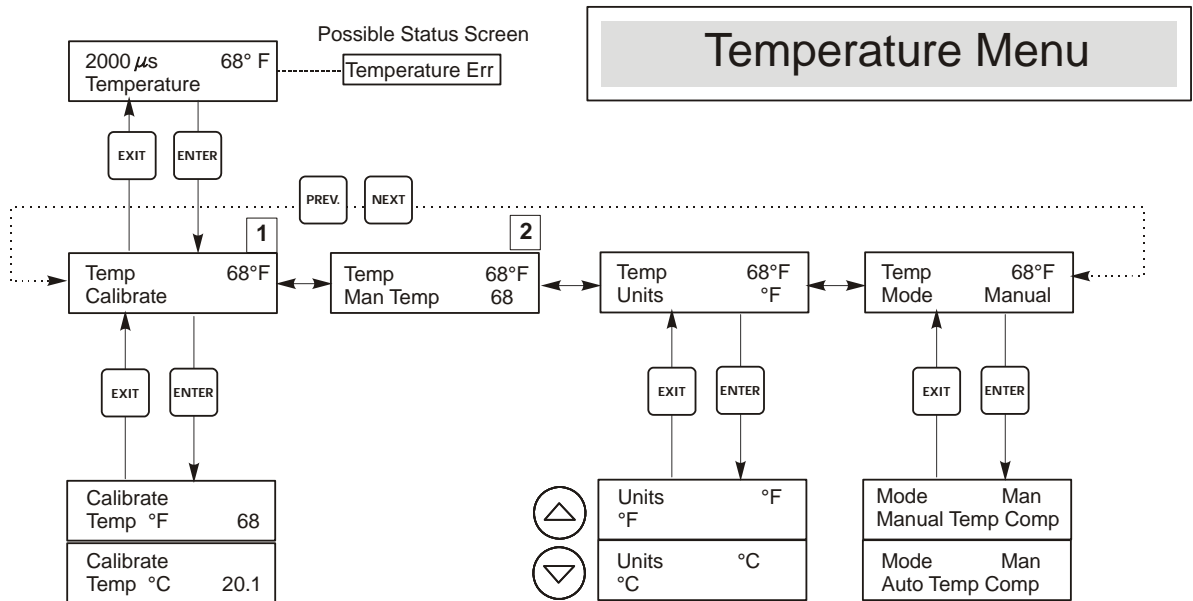 Temperature Menu
Possible Status Screen
2000 µs 68° F
Temperature
Temperature Err
EXIT ENTER
PREV. NEXT
1
2
Temp 68°F
Calibrate
Temp 68°F
Man Temp 68
Temp 68°F
Units °F
Temp 68°F
Mode Manual
EXIT ENTER
EXIT ENTER
EXIT ENTER
Calibrate
Temp °F 68
Calibrate
Temp °C 20.1
Units °F
°F
Units °C
°C
Mode Man
Manual Temp Comp
Mode Man
Auto Temp Comp